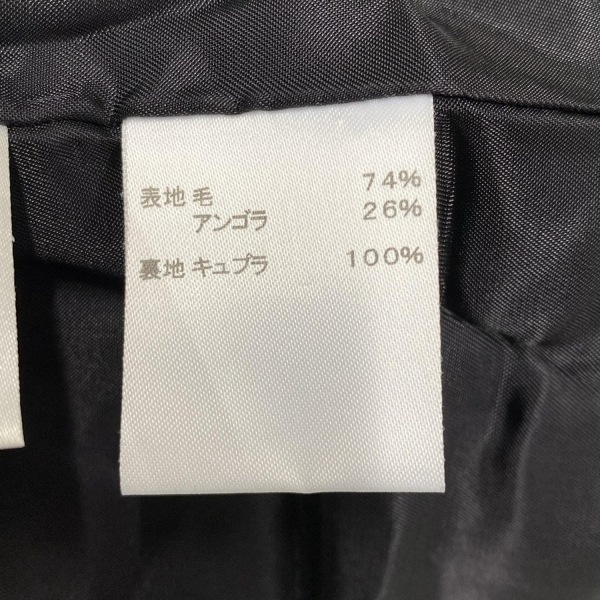 表地 毛 74%
アンゴラ 26%
裏地 キュプラ 100%